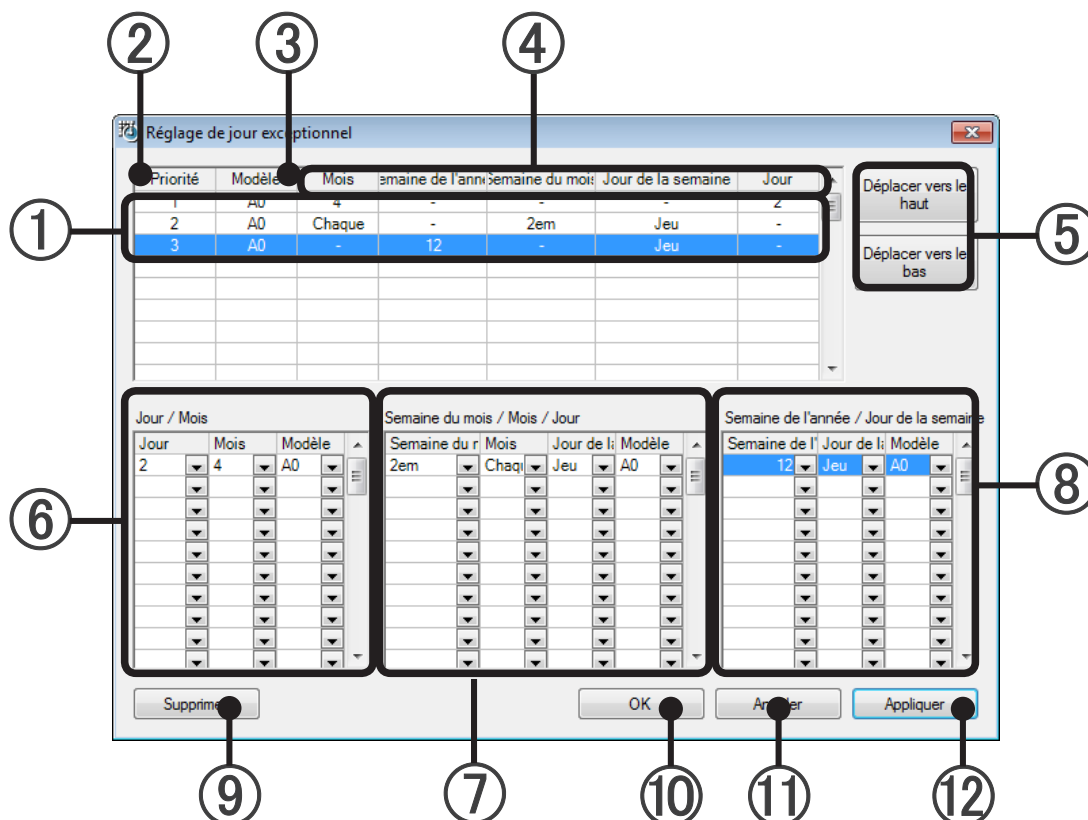 ② ③ ④
Réglage de jour exceptionnel
Priorité Modèle Mois emaine de l'anné Semaine du mois Jour de la semaine Jour
1 A0 4 - - - 2
2 A0 Chaque - 2em Jeu -
3 A0 - 12 - Jeu -
Déplacer vers le
haut
Déplacer vers le
bas
①
⑤
Jour / Mois
Jour Mois Modèle
2 4 A0
Semaine du mois / Mois / Jour
Semaine du Mois Jour de Modèle
2em Chaqu Jeu A0
Semaine de l'année / Jour de la semaine
Semaine de l' Jour de Modèle
12 Jeu A0
⑥
⑧
OK
Appliquer
⑨ ⑦ ⑩ ⑪ ⑫